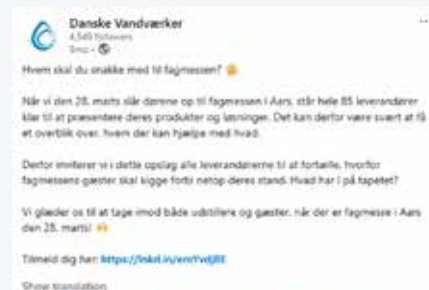 Danske Vandværker
4,549 followers
3mo •
Hvem skal du snakke med til fagmessen?
Når vi den 28. marts slår dørene op til fagmessen i Aars, står hele 85 leverandører
klar til at præsentere deres produkter og løsninger. Det kan derfor være svært at få
et overblik over, hvem der kan hjælpe med hvad.
Derfor inviterer vi i dette opslag alle leverandørerne til at fortælle, hvorfor
fagmessens gæster skal kigge forbi netop deres stand. Hvad har I på tapetet?
Vi glæder os til at tage imod både udstillere og gæster, når der er fagmesse i Aars
den 28. marts!
Tilmeld dig her:
Show translation